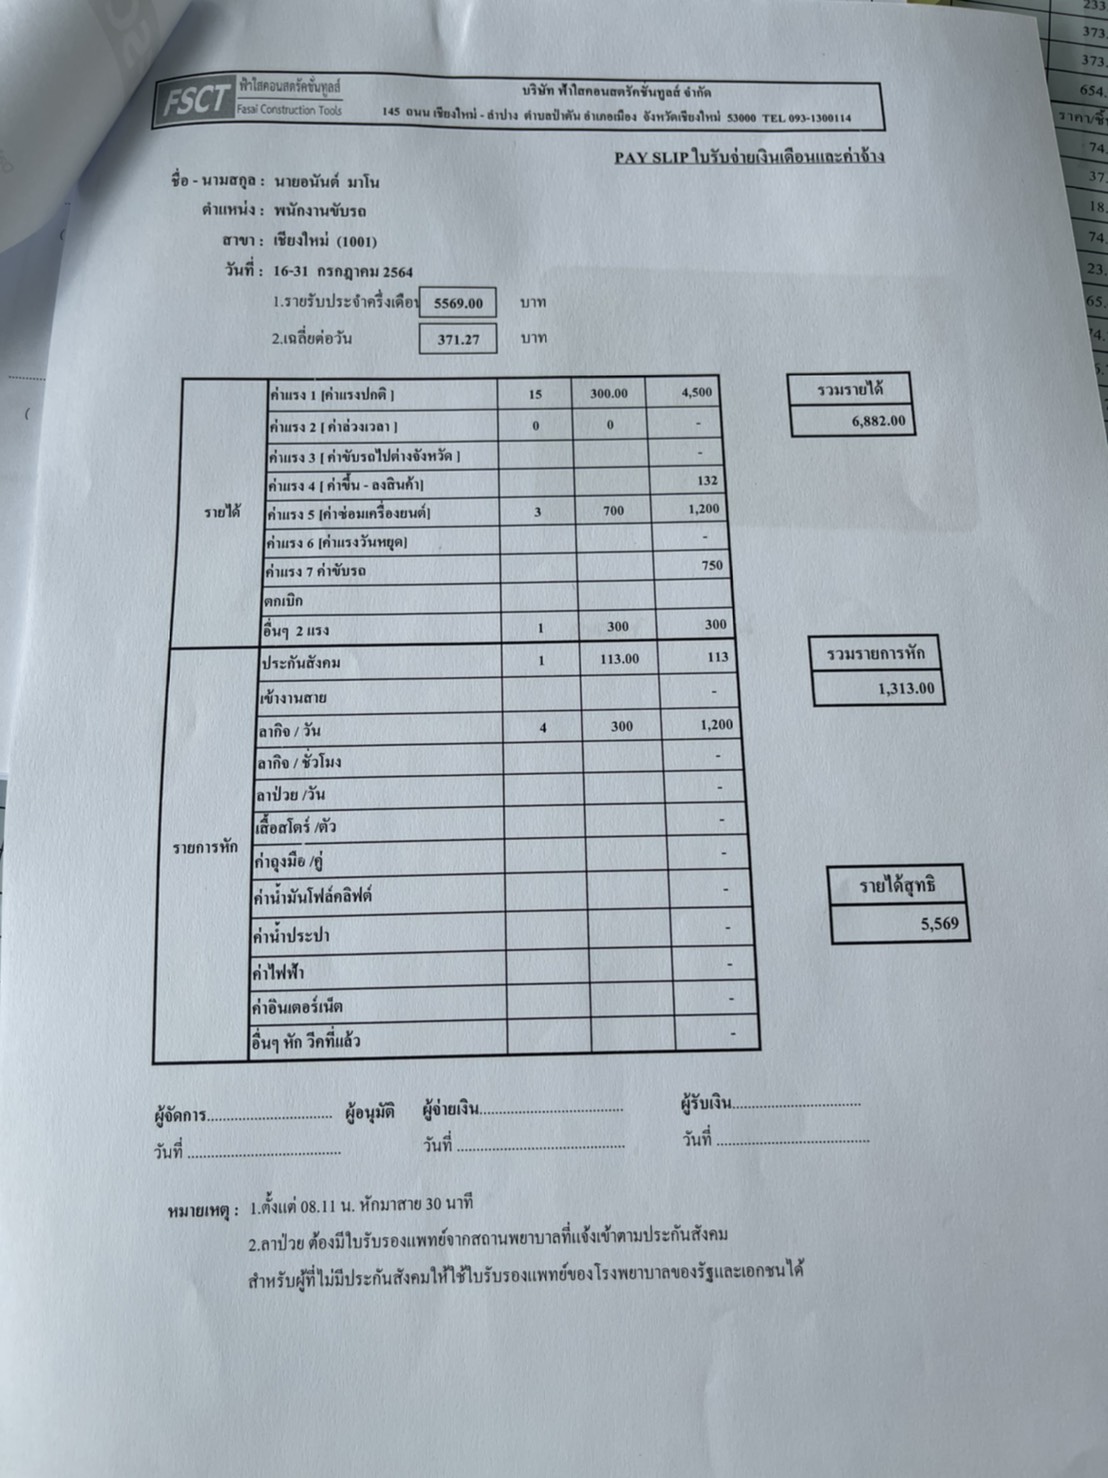 FSCT ฟ้าใสคอนสตรัคชั่นทูลส์
Fasai Construction Tools
บริษัท ฟ้าใสคอนสตรัคชั่นทูลส์ จำกัด
145 ถนน เชียงใหม่ - ลำปาง ตำบลป่าตัน อำเภอเมือง จังหวัดเชียงใหม่ 53000 TEL 093-1300114
PAY SLIP ใบรับจ่ายเงินเดือนและค่าจ้าง
ชื่อ - นามสกุล : นายอนันต์ มาโน
ตำแหน่ง : พนักงานขับรถ
สาขา : เชียงใหม่ (1001)
วันที่ : 16-31 กรกฎาคม 2564
1.รายรับประจำครึ่งเดือน 5569.00 บาท
2.เฉลี่ยต่อวัน 371.27 บาท
รายได้
ค่าแรง 1 [ค่าแรงปกติ ] 15 300.00 4,500
ค่าแรง 2 [ ค่าล่วงเวลา ] 0 0 -
ค่าแรง 3 [ ค่าขับรถไปต่างจังหวัด ] -
ค่าแรง 4 [ ค่าขึ้น - ลงสินค้า] 132
ค่าแรง 5 [ค่าซ่อมเครื่องยนต์] 3 700 1,200
ค่าแรง 6 [ค่าแรงวันหยุด] -
ค่าแรง 7 ค่าขับรถ 750
ตกเบิก
อื่นๆ 2 แรง 1 300 300
รวมรายได้
6,882.00
รายการหัก
ประกันสังคม 1 113.00 113
เข้างานสาย -
ลากิจ / วัน 4 300 1,200
ลากิจ / ชั่วโมง -
ลาป่วย /วัน -
เสื้อสโตร์ /ตัว -
ค่าถุงมือ /คู่ -
ค่าน้ำมันโฟล์คลิฟต์ -
ค่าน้ำประปา -
ค่าไฟฟ้า -
ค่าอินเตอร์เน็ต -
อื่นๆ หัก วีคที่แล้ว -
รวมรายการหัก
1,313.00
รายได้สุทธิ
5,569
ผู้จัดการ.............................. ผู้อนุมัติ ผู้จ่ายเงิน.................................. ผู้รับเงิน..............................
วันที่ .................................... วันที่ ....................................... วันที่ ....................................
หมายเหตุ : 1.ตั้งแต่ 08.11 น. หักมาสาย 30 นาที
2.ลาป่วย ต้องมีใบรับรองแพทย์จากสถานพยาบาลที่แจ้งเข้าตามประกันสังคม
สำหรับผู้ที่ไม่มีประกันสังคมให้ใช้ใบรับรองแพทย์ของโรงพยาบาลของรัฐและเอกชนได้
233
373.
373.
654.
ราคา/ชิ้
74.
37.
18.
74.
23.
65.